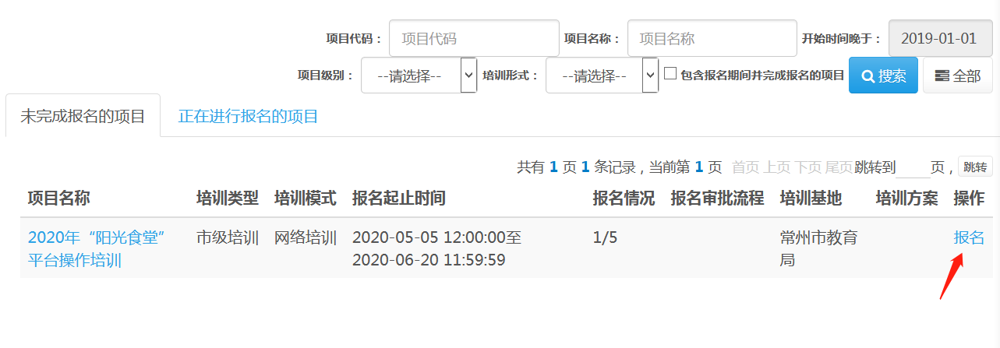 项目代码： 项目代码 项目名称： 项目名称 开始时间晚于： 2019-01-01
项目级别： --请选择-- 培训形式： --请选择-- 包含报名期间并完成报名的项目 搜索 全部
未完成报名的项目 正在进行报名的项目
共有 1 页 1 条记录，当前第 1 页 首页 上页 下页 尾页 跳转到 页， 跳转
项目名称 培训类型 培训模式 报名起止时间 报名情况 报名审批流程 培训基地 培训方案 操作
2020年“阳光食堂” 市级培训 网络培训 2020-05-05 12:00:00至 1/5 常州市教育 报名
平台操作培训 2020-06-20 11:59:59 局